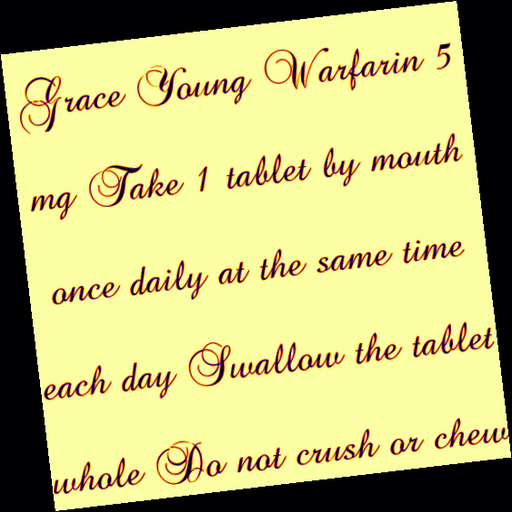 Grace Young Warfarin 5
mg Take 1 tablet by mouth
once daily at the same time
each day Swallow the tablet
whole Do not crush or chew